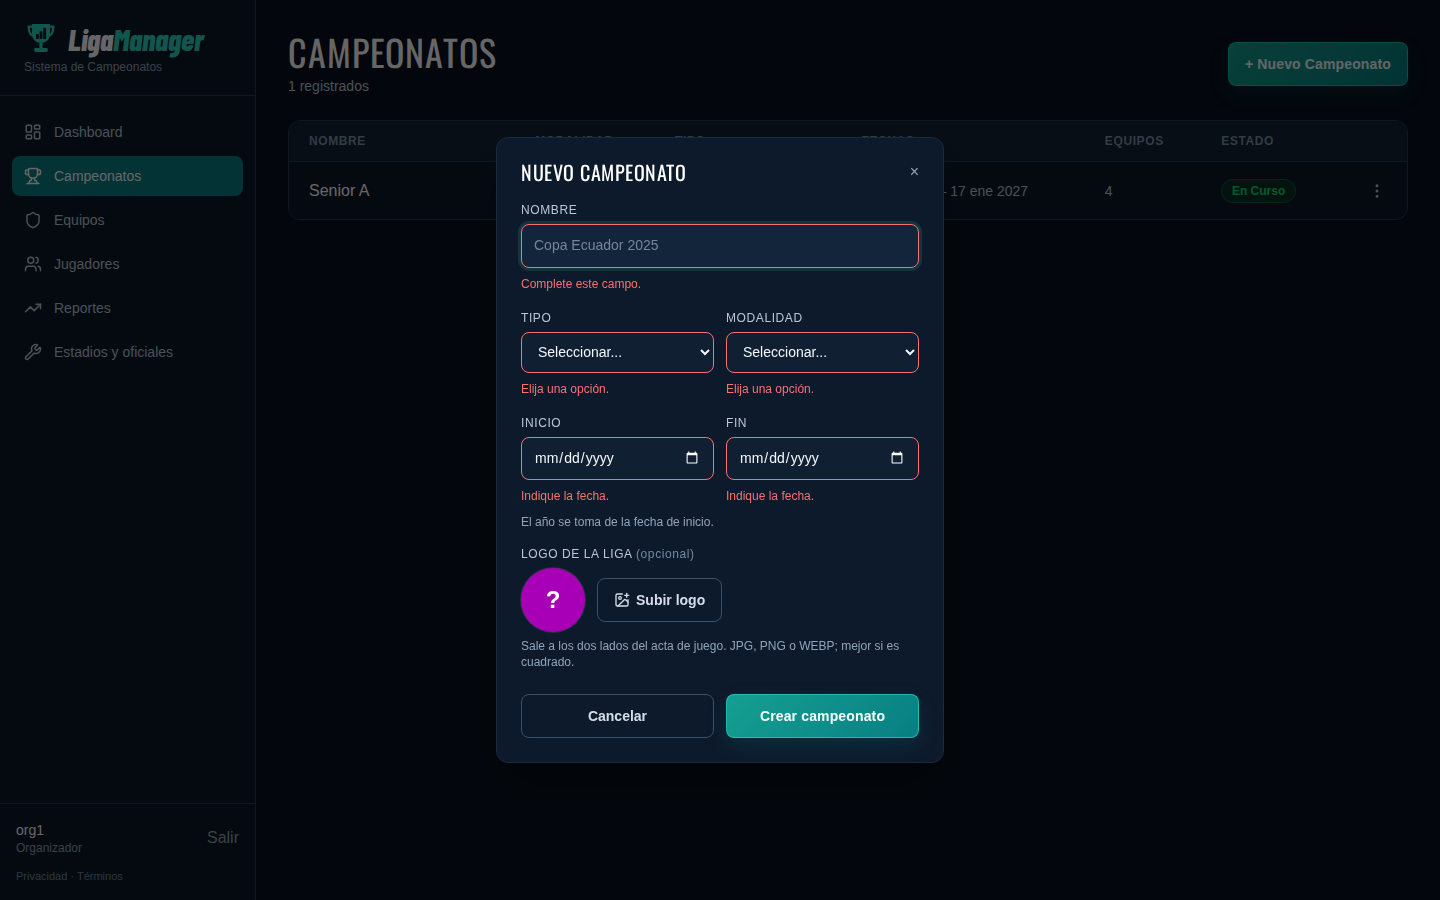 LigaManager
Sistema de Campeonatos
Dashboard
Campeonatos
Equipos
Jugadores
Reportes
Estadios y oficiales
org1
Organizador
Salir
Privacidad · Términos
CAMPEONATOS
1 registrados
+ Nuevo Campeonato
NOMBRE
EQUIPOS
ESTADO
Senior A
- 17 ene 2027
4
En Curso
NUEVO CAMPEONATO
×
NOMBRE
Copa Ecuador 2025
Complete este campo.
TIPO
MODALIDAD
Seleccionar...
Seleccionar...
Elija una opción.
Elija una opción.
INICIO
FIN
mm/dd/yyyy
mm/dd/yyyy
Indique la fecha.
Indique la fecha.
El año se toma de la fecha de inicio.
LOGO DE LA LIGA (opcional)
?
Subir logo
Sale a los dos lados del acta de juego. JPG, PNG o WEBP; mejor si es
cuadrado.
Cancelar
Crear campeonato